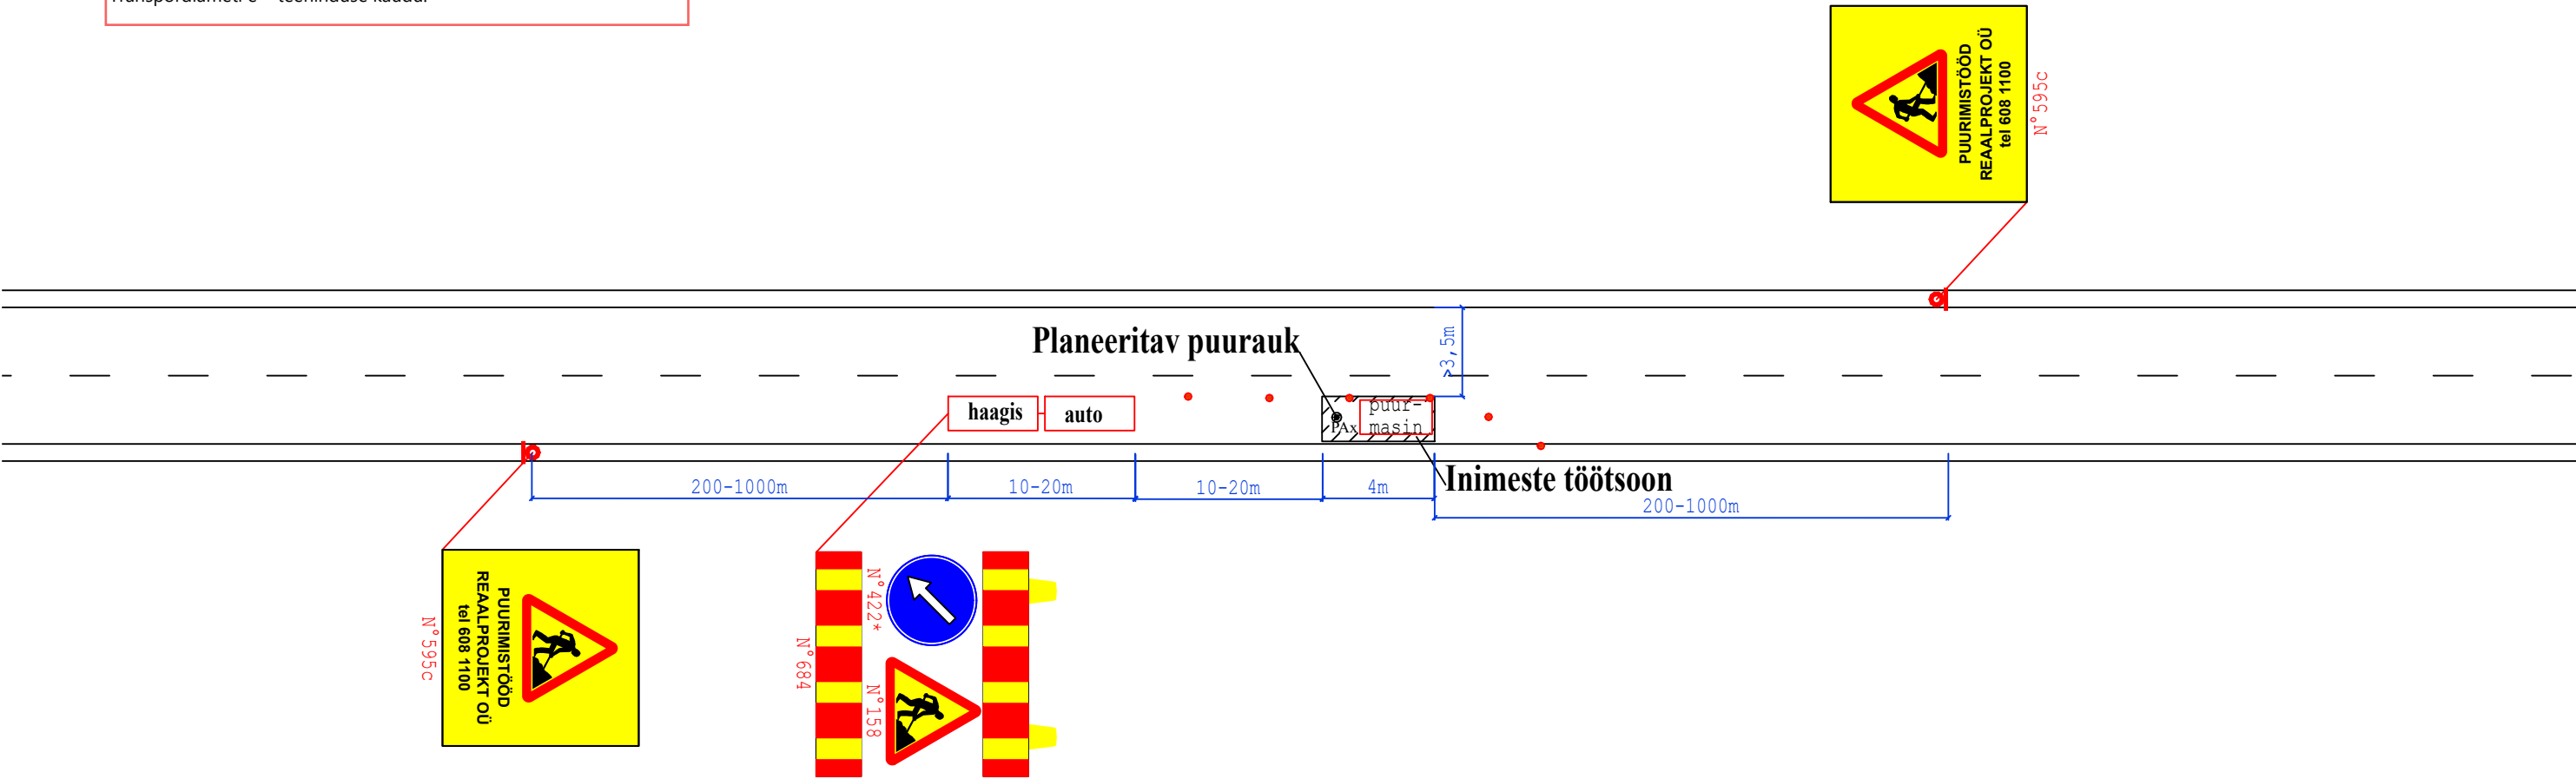 PUURIMISTÖÖD
REAALPROJEKT OÜ
tel 608 1100
N°595c
>3,5m
Planeeritav puurauk
haagis
auto
puur-
masin
PAx
Inimeste töötsoon
200-1000m
10-20m
10-20m
4m
200-1000m
PUURIMISTÖÖD
REAALPROJEKT OÜ
tel 608 1100
N°595c
N°422*
N°684
N°158